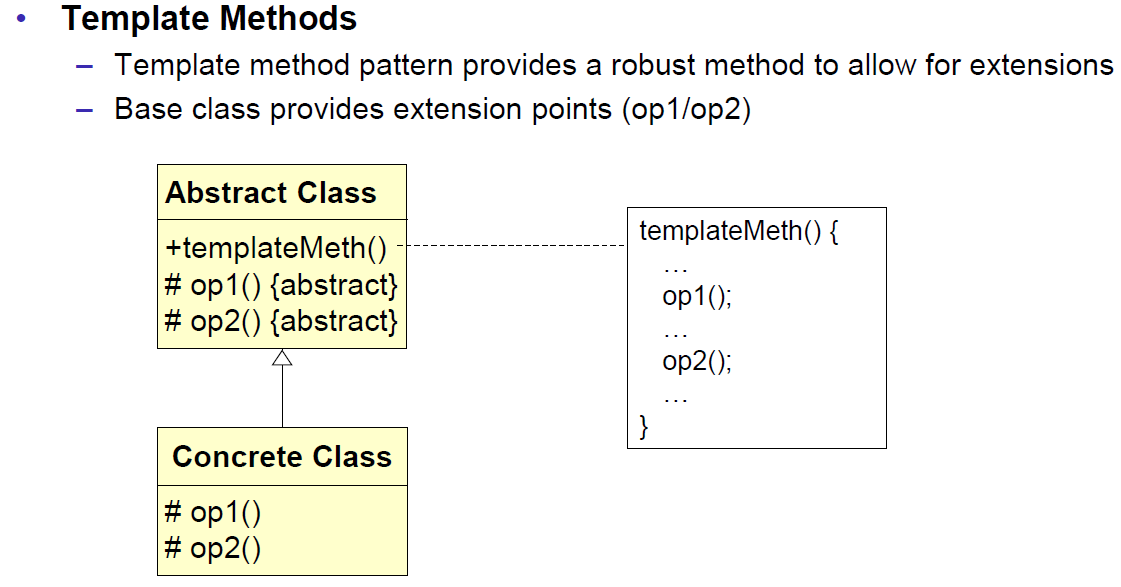 • Template Methods
– Template method pattern provides a robust method to allow for extensions
– Base class provides extension points (op1/op2)
Abstract Class
+templateMeth()
# op1() {abstract}
# op2() {abstract}
templateMeth() {
...
op1();
...
op2();
...
}
Concrete Class
# op1()
# op2()